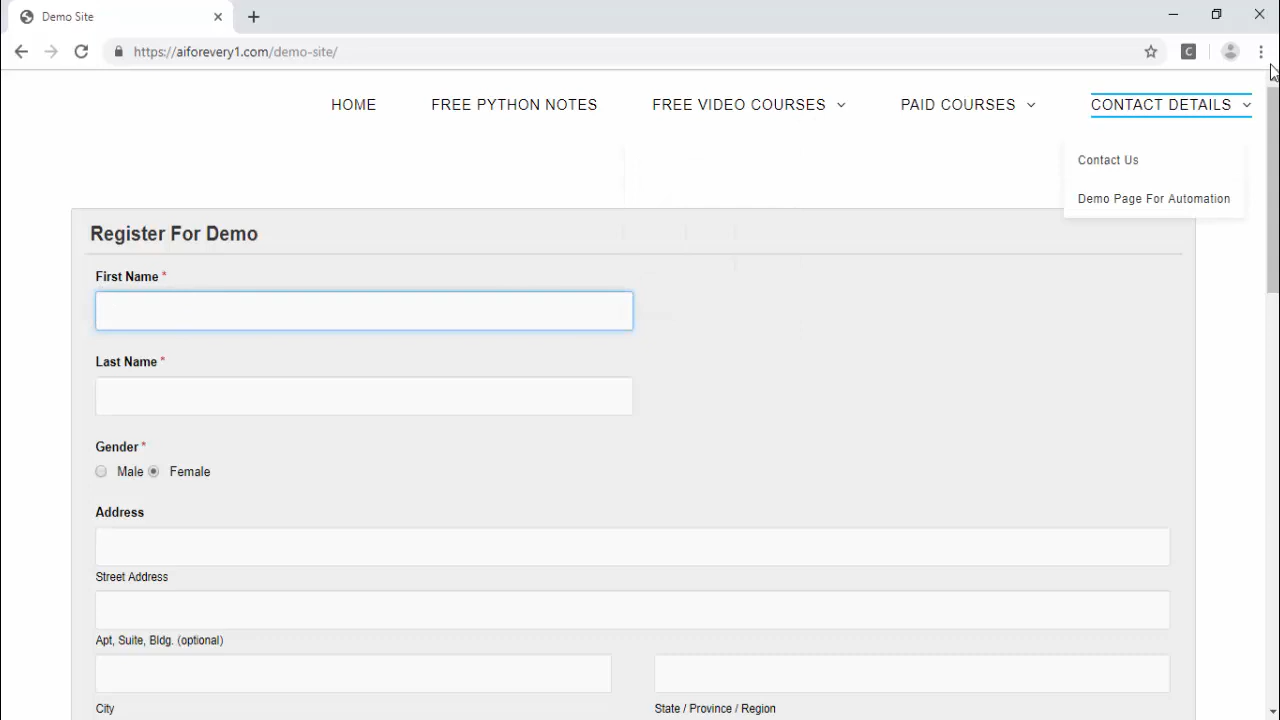 Demo Site
https://aiforevery1.com/demo-site/
C
HOME FREE PYTHON NOTES FREE VIDEO COURSES PAID COURSES CONTACT DETAILS
Contact Us
Demo Page For Automation
Register For Demo
First Name *
Last Name *
Gender *
Male Female
Address
Street Address
Apt, Suite, Bldg. (optional)
City State / Province / Region